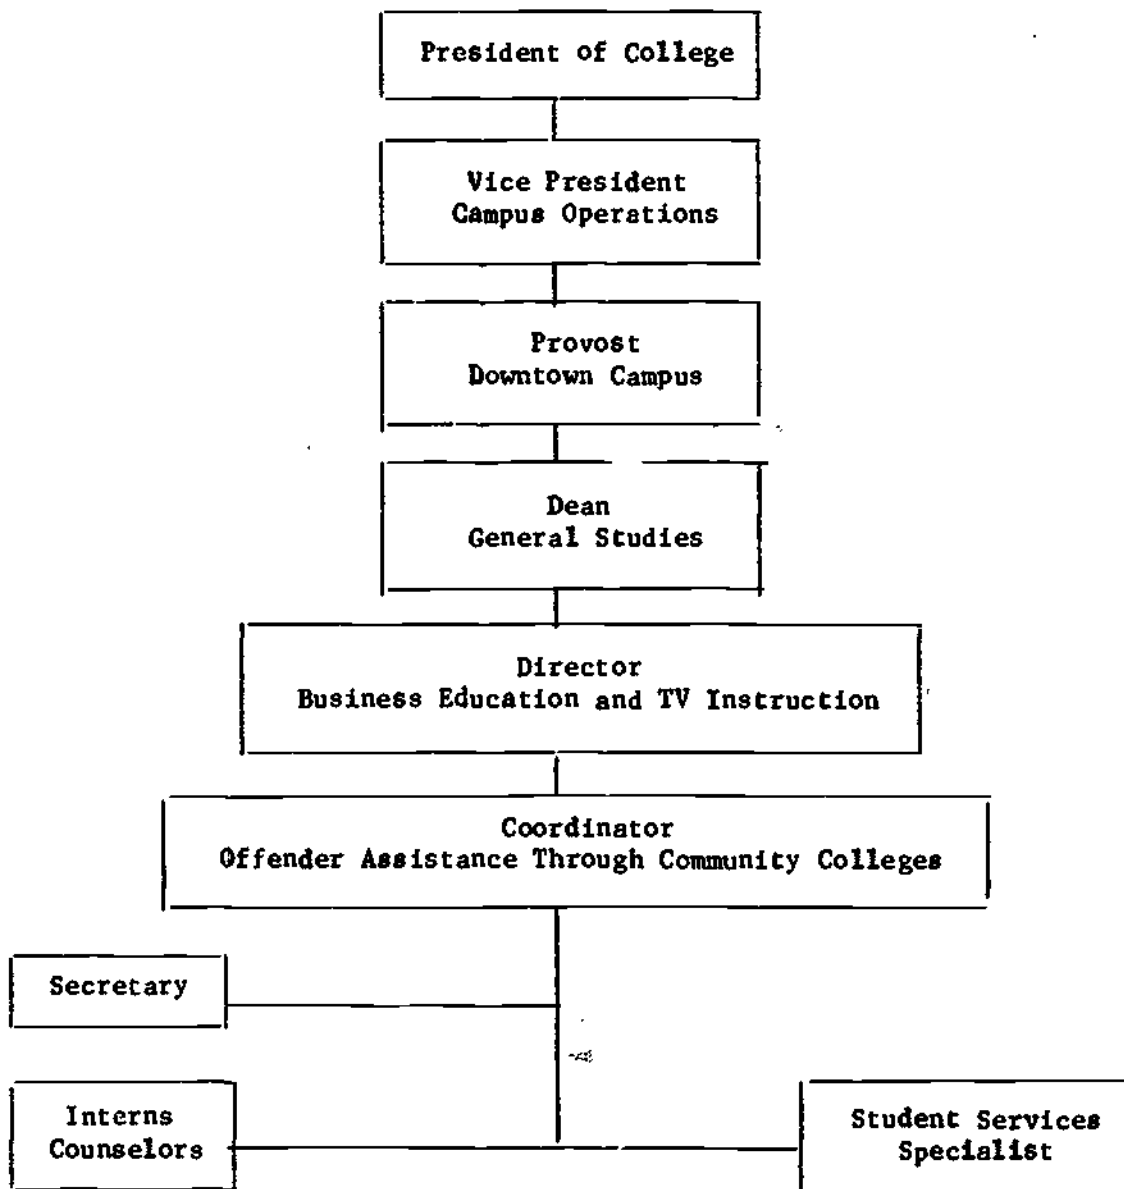 President of College
Vice President
Campus Operations
Provost
Downtown Campus
Dean
General Studies
Director
Business Education and TV Instruction
Coordinator
Offender Assistance Through Community Colleges
Secretary
Interns
Counselors
Student Services
Specialist